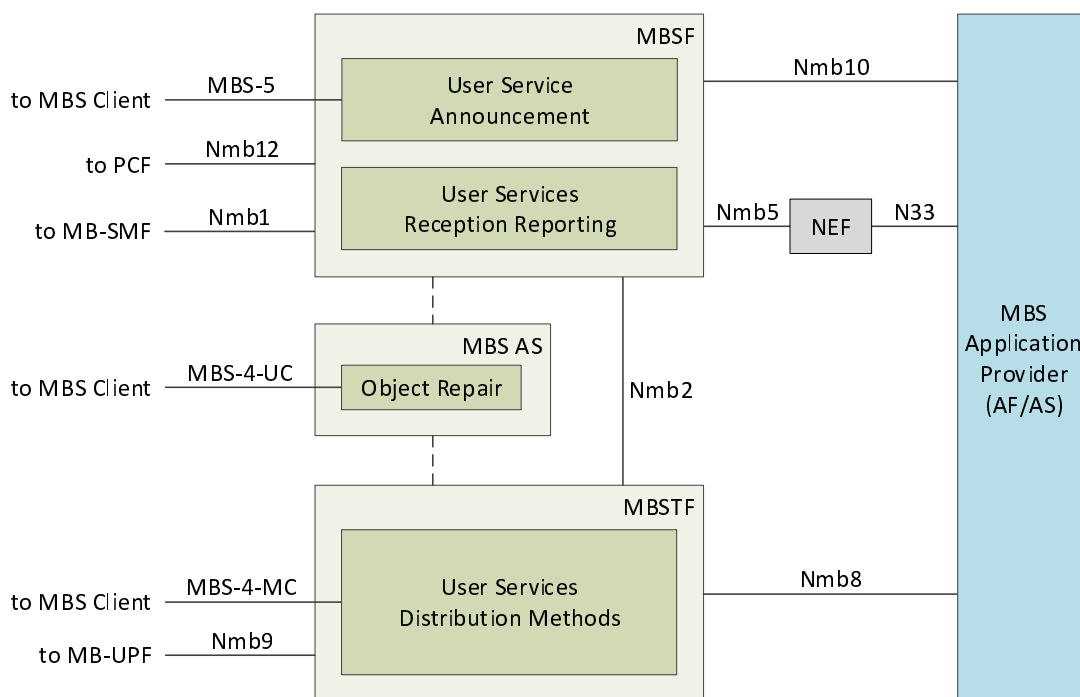 MBSF
User Service
Announcement
MBS-5
to MBS Client
Nmb12
to PCF
User Services
Reception Reporting
Nmb1
to MB-SMF
Nmb10
Nmb5
NEF
N33
MBS
Application
Provider
(AF/AS)
MBS AS
MBS-4-UC
to MBS Client
Object Repair
Nmb2
MBSTF
User Services
Distribution Methods
MBS-4-MC
to MBS Client
Nmb9
to MB-UPF
Nmb8